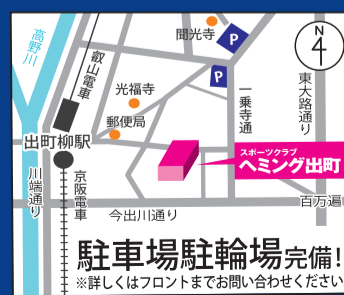 高野川
聞光寺
P
N
P
叡山電車
光福寺
一乗寺通
東大路通り
郵便局
出町柳駅
スポーツクラブ
ヘミング出町
川端通り
京阪電車
今出川通り
百万遍
駐車場駐輪場完備!
※詳しくはフロントまでお問い合わせください